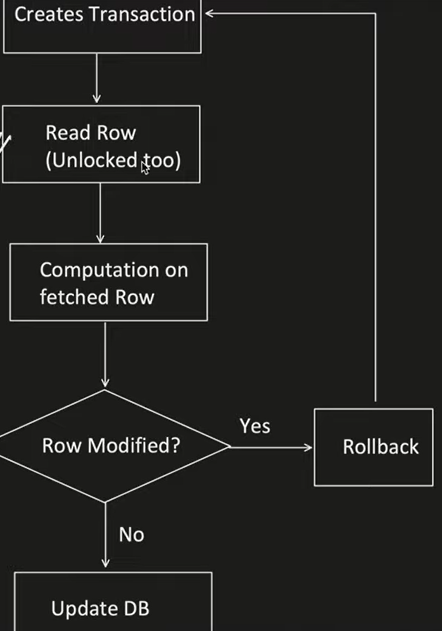 Creates Transaction
Read Row
(Unlocked too)
Computation on
fetched Row
Row Modified?
Yes
Rollback
No
Update DB